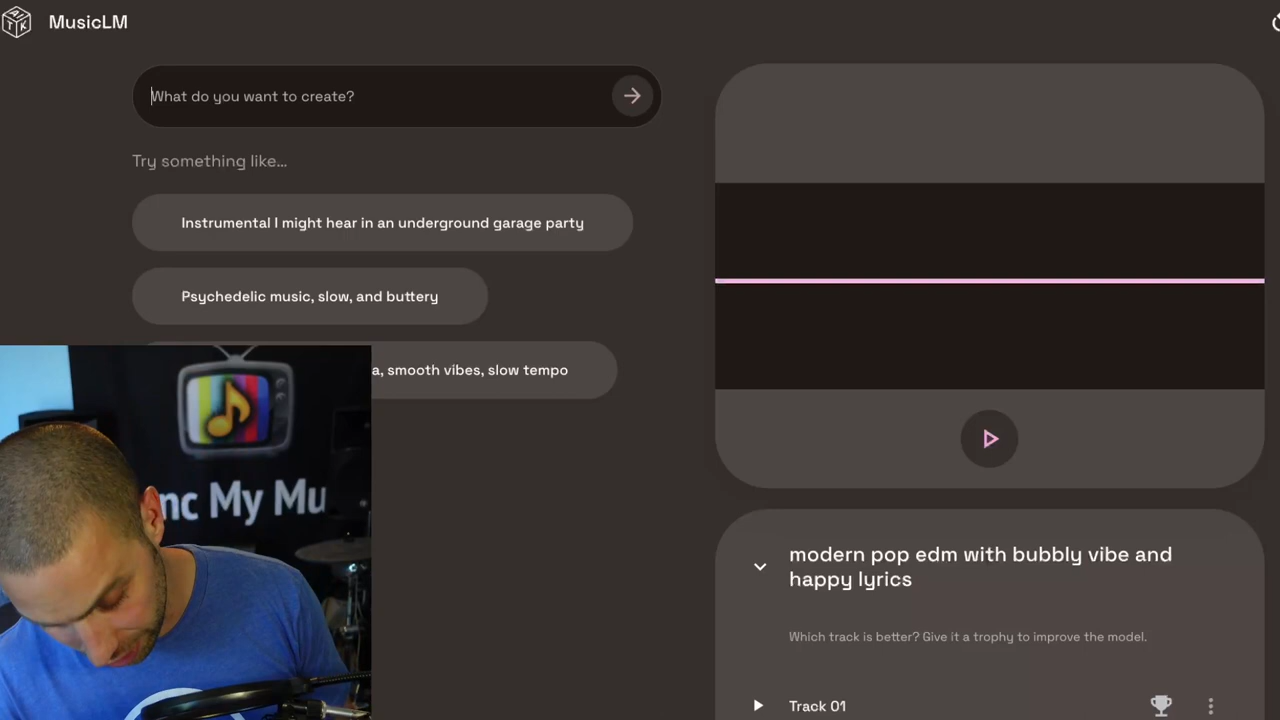 MusicLM
What do you want to create?
Try something like...
Instrumental I might hear in an underground garage party
Psychedelic music, slow, and buttery
a, smooth vibes, slow tempo
nc My Mu
modern pop edm with bubbly vibe and
happy lyrics
Which track is better? Give it a trophy to improve the model.
Track 01